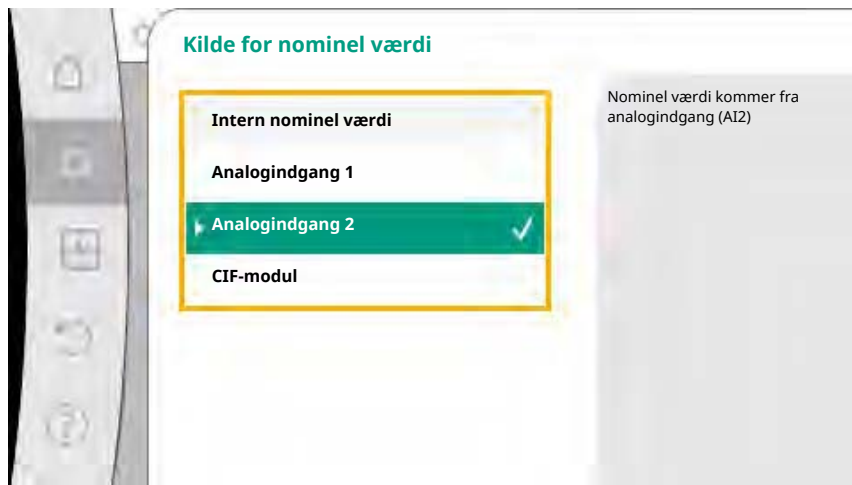 Kilde for nominel værdi
Intern nominel værdi
Analogindgang 1
Analogindgang 2
CIF-modul
Nominel værdi kommer fra
analogindgang (AI2)